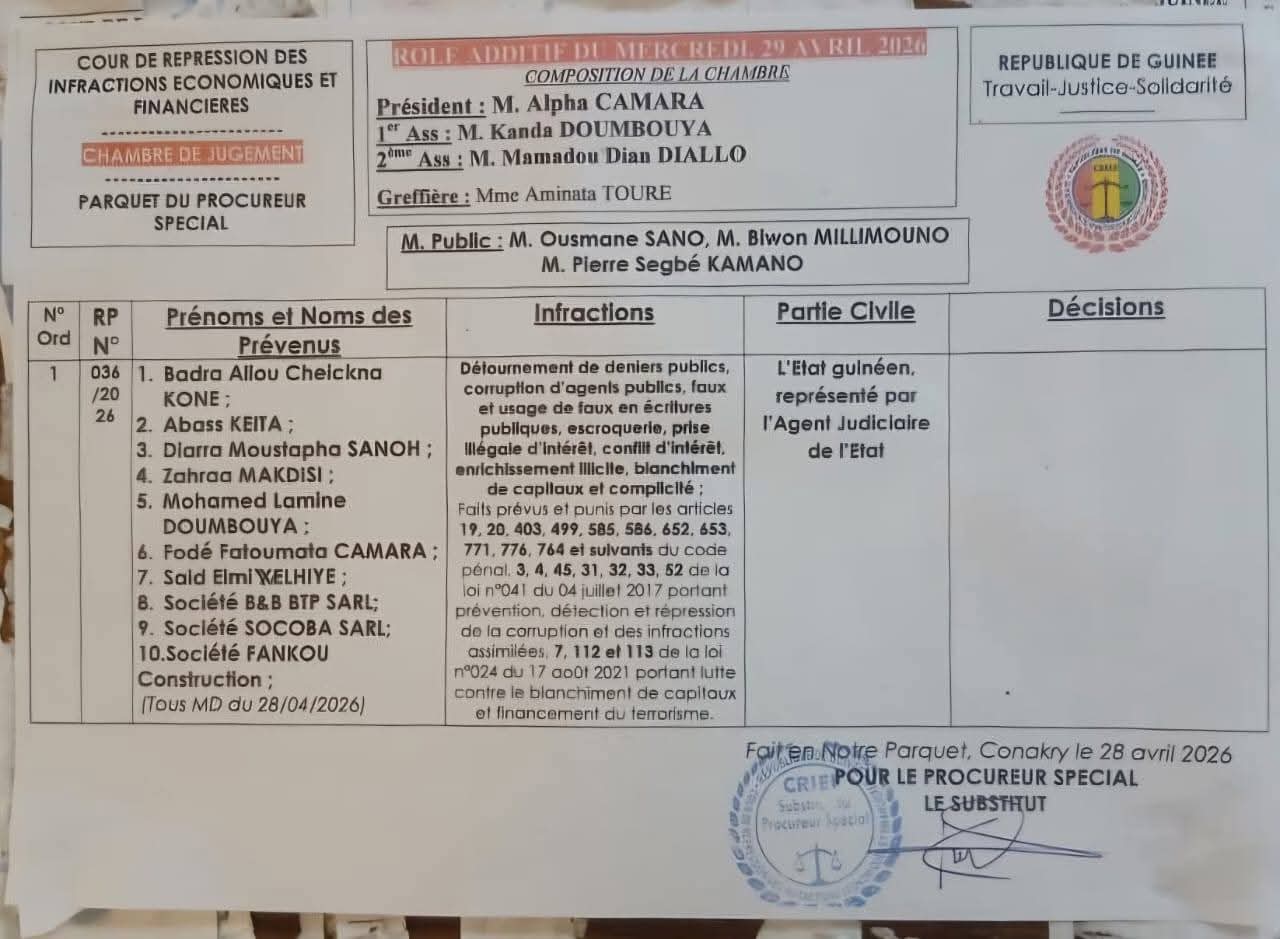 COUR DE REPRESSION DES
INFRACTIONS ECONOMIQUES ET
FINANCIERES
-----------------------
CHAMBRE DE JUGEMENT
-----------------------
PARQUET DU PROCUREUR
SPECIAL
ROLE ADDITIF DU MERCREDI, 29 AVRIL 2026
COMPOSITION DE LA CHAMBRE
Président : M. Alpha CAMARA
1er Ass : M. Kanda DOUMBOUYA
2ème Ass : M. Mamadou Dian DIALLO
Greffière : Mme Aminata TOURE
REPUBLIQUE DE GUINEE
Travail-Justice-Solidarité
CRIEF
M. Public : M. Ousmane SANO, M. Biwon MILLIMOUNO
M. Pierre Segbé KAMANO
N° Ord
RP N°
Prénoms et Noms des
Prévenus
Infractions
Partie Civile
Décisions
1
036
/20
26
1. Badra Aliou Cheickna
KONE ;
2. Abass KEITA ;
3. Diarra Moustapha SANOH ;
4. Zahraa MAKDISI ;
5. Mohamed Lamine
DOUMBOUYA ;
6. Fodé Fatoumata CAMARA ;
7. Said Elmi
8. Société B&B BTP SARL;
9. Société SOCOBA SARL;
10.Société FANKOU
Construction ;
(Tous MD du 28/04/2026)
Détournement de deniers publics,
corruption d'agents publics, faux
et usage de faux en écritures
publiques, escroquerie, prise
illégale d'intérêt, conflit d'intérêt,
enrichissement illicite, blanchiment
de capitaux et complicité ;
Faits prévus et punis par les articles
19, 20, 403, 499, 585, 586, 652, 653,
771, 776, 764 et suivants du code
pénal, 3, 4, 45, 31, 32, 33, 52 de la
loi n°041 du 04 juillet 2017 portant
prévention, détection et répression
de la corruption et des infractions
assimilées, 7, 112 et 113 de la loi
n°024 du 17 août 2021 portant lutte
contre le blanchiment de capitaux
et financement du terrorisme.
L'Etat guinéen,
représenté par
l'Agent Judiciaire
de l'Etat
Fait en Notre Parquet, Conakry le 28 avril 2026
POUR LE PROCUREUR SPECIAL
LE SUBSTITUT
CRIEF
Substitut du
Procureur Spécial